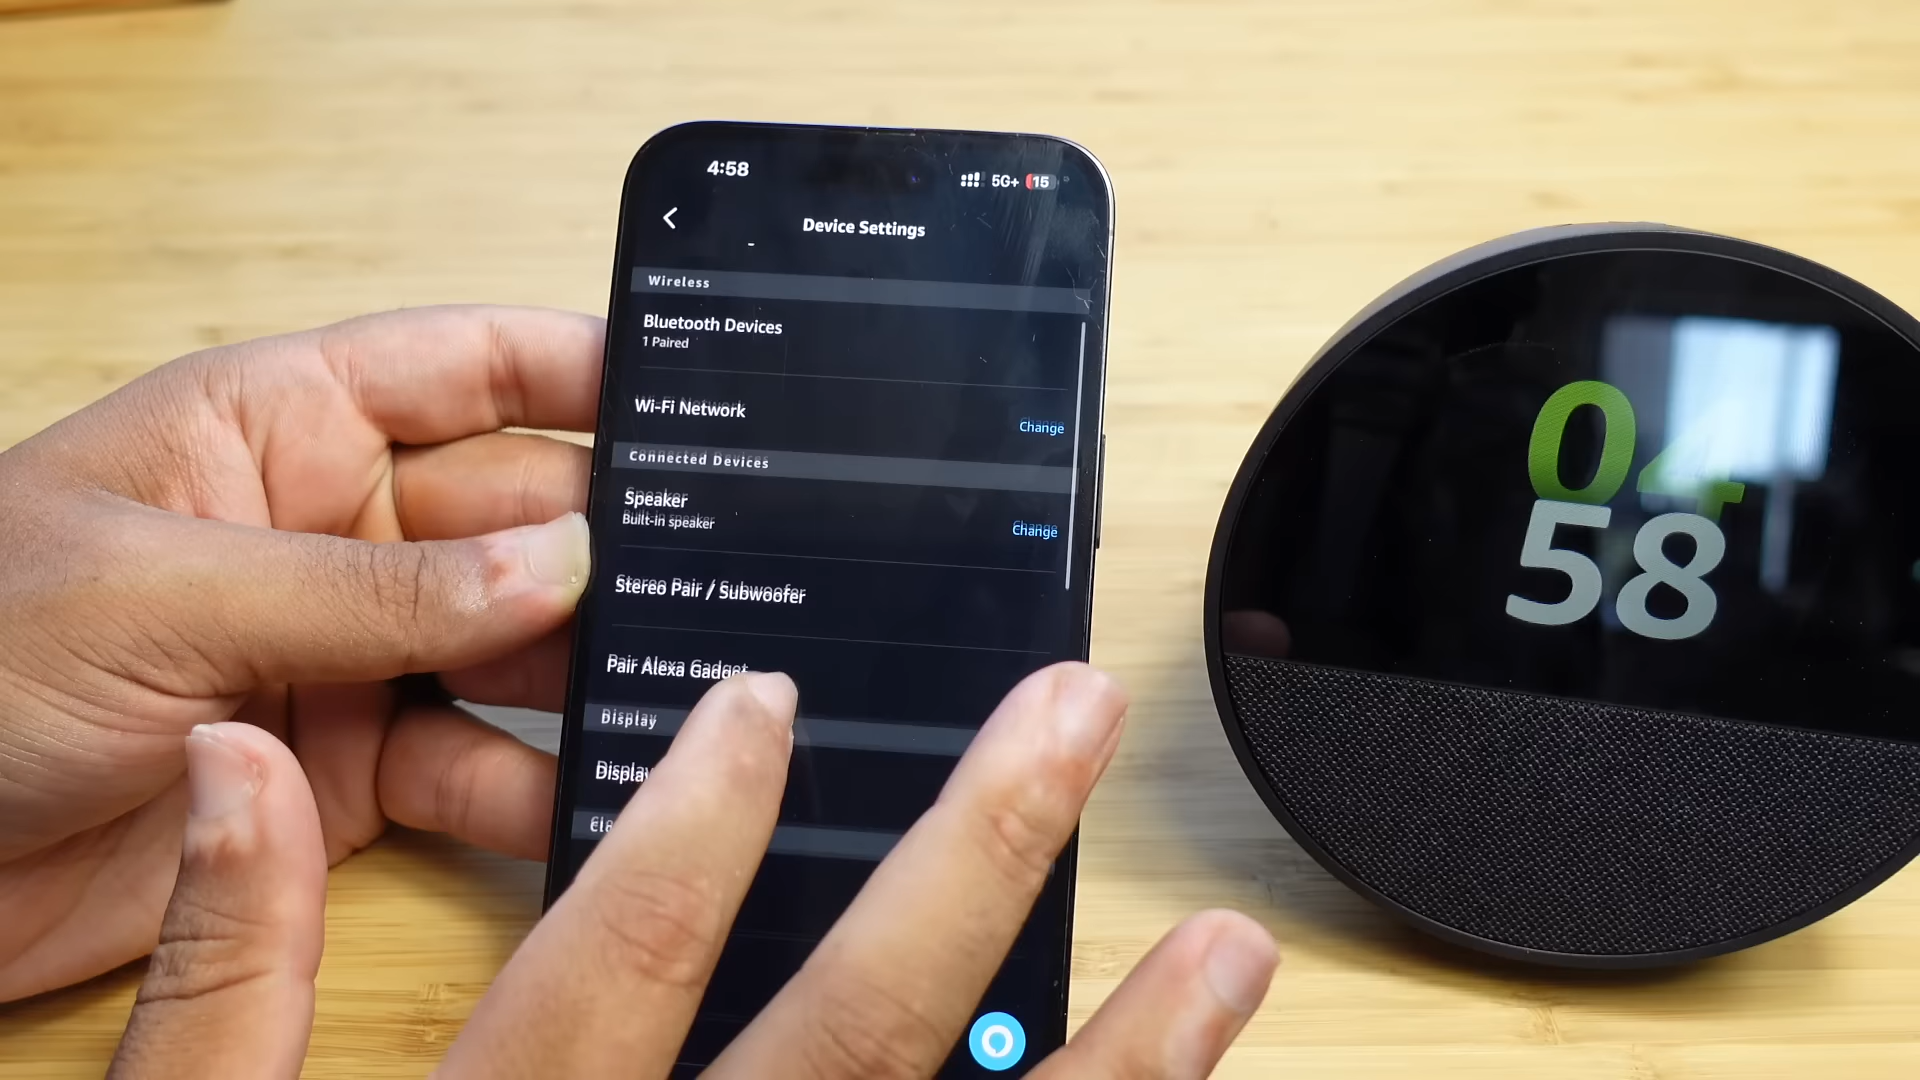 4:58
5G+ 15
Device Settings
Wireless
Bluetooth Devices
1 Paired
Wi-Fi Network
Change
Connected Devices
Speaker
Built-in speaker
Change
Stereo Pair / Subwoofer
Pair Alexa Gadget
Display
Display
04
58